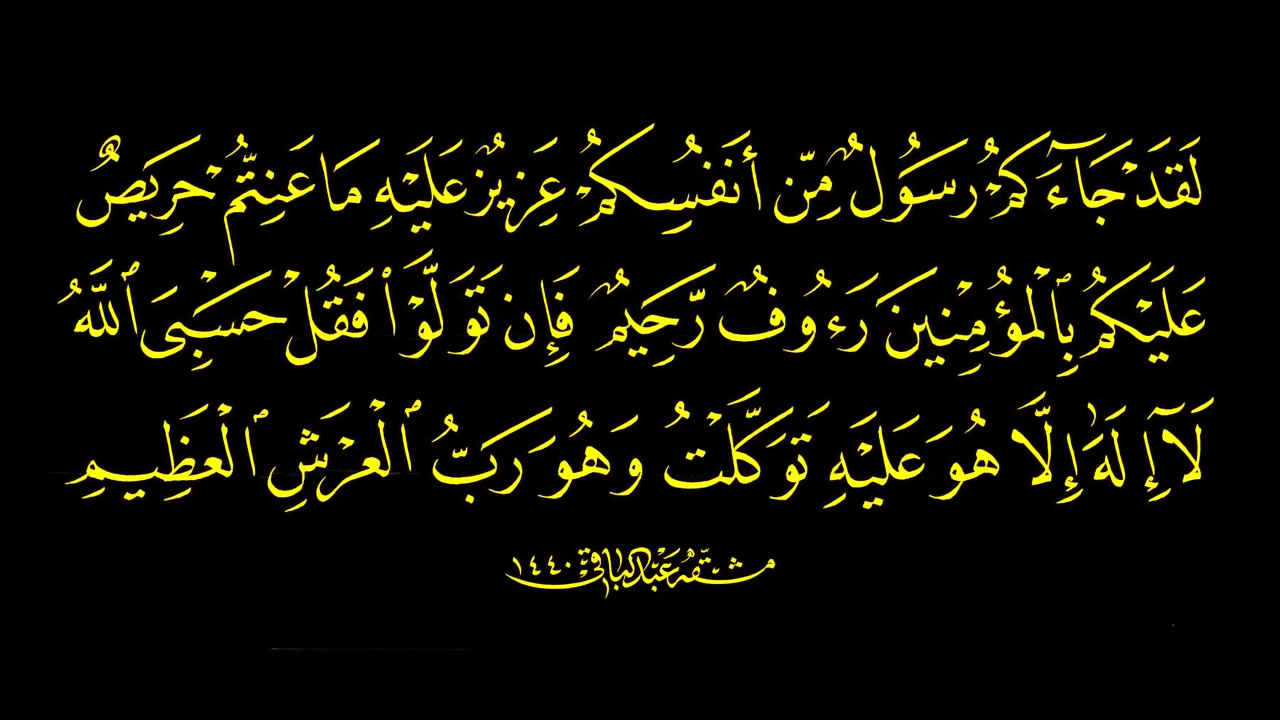 لَقَدْ جَآءَكُمْ رَسُولٌ مِّنْ أَنفُسِكُمْ عَزِيزٌ عَلَيْهِ مَا عَنِتُّمْ حَرِيصٌ
عَلَيْكُم بِٱلْمُؤْمِنِينَ رَءُوفٌ رَّحِيمٌ فَإِن تَوَلَّوْا۟ فَقُلْ حَسْبِىَ ٱللَّهُ
لَآ إِلَٰهَ إِلَّا هُوَ عَلَيْهِ تَوَكَّلْتُ وَهُوَ رَبُّ ٱلْعَرْشِ ٱلْعَظِيمِ
مشقه عبدالباقي ١٤٤٠